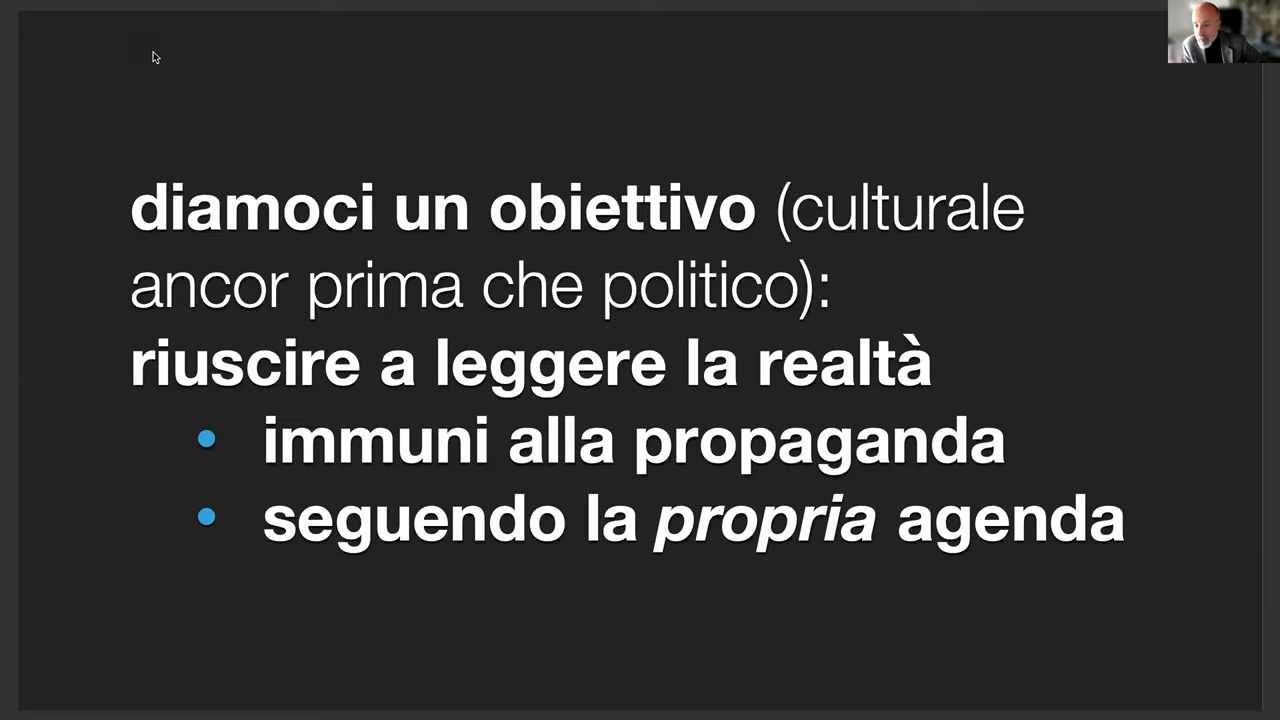 diamoci un obiettivo (culturale
ancor prima che politico):
riuscire a leggere la realtà
• immuni alla propaganda
• seguendo la propria agenda